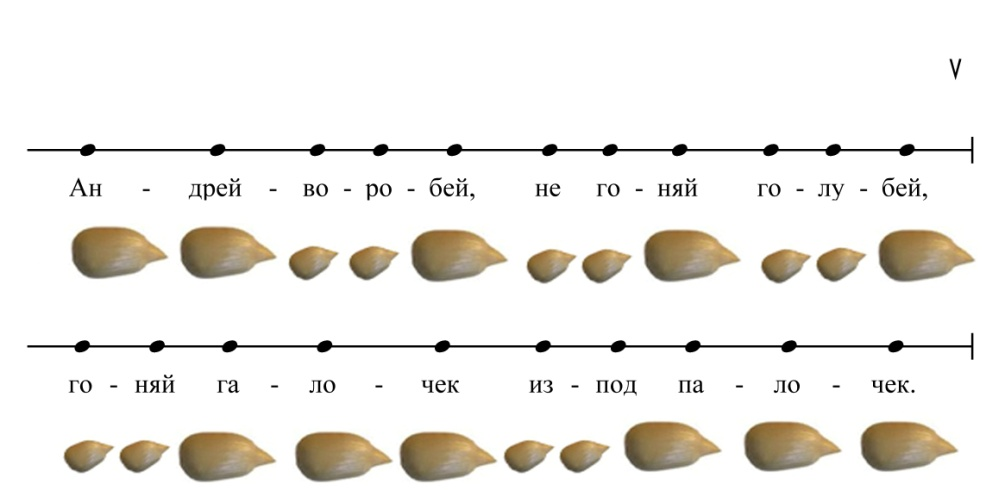 V
Ан - дрей - во - ро - бей, не го - няй го - лу - бей,
го - няй га - ло - чек из - под па - ло - чек.